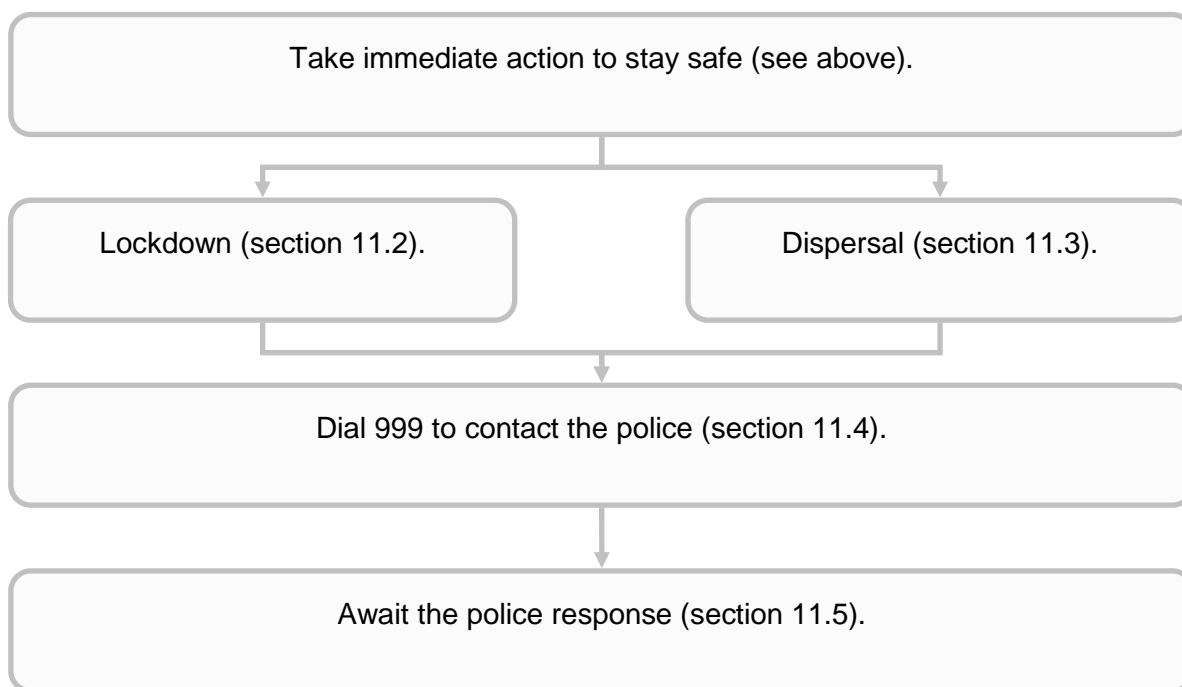 Take immediate action to stay safe (see above).
Lockdown (section 11.2).
Dispersal (section 11.3).
Dial 999 to contact the police (section 11.4).
Await the police response (section 11.5).